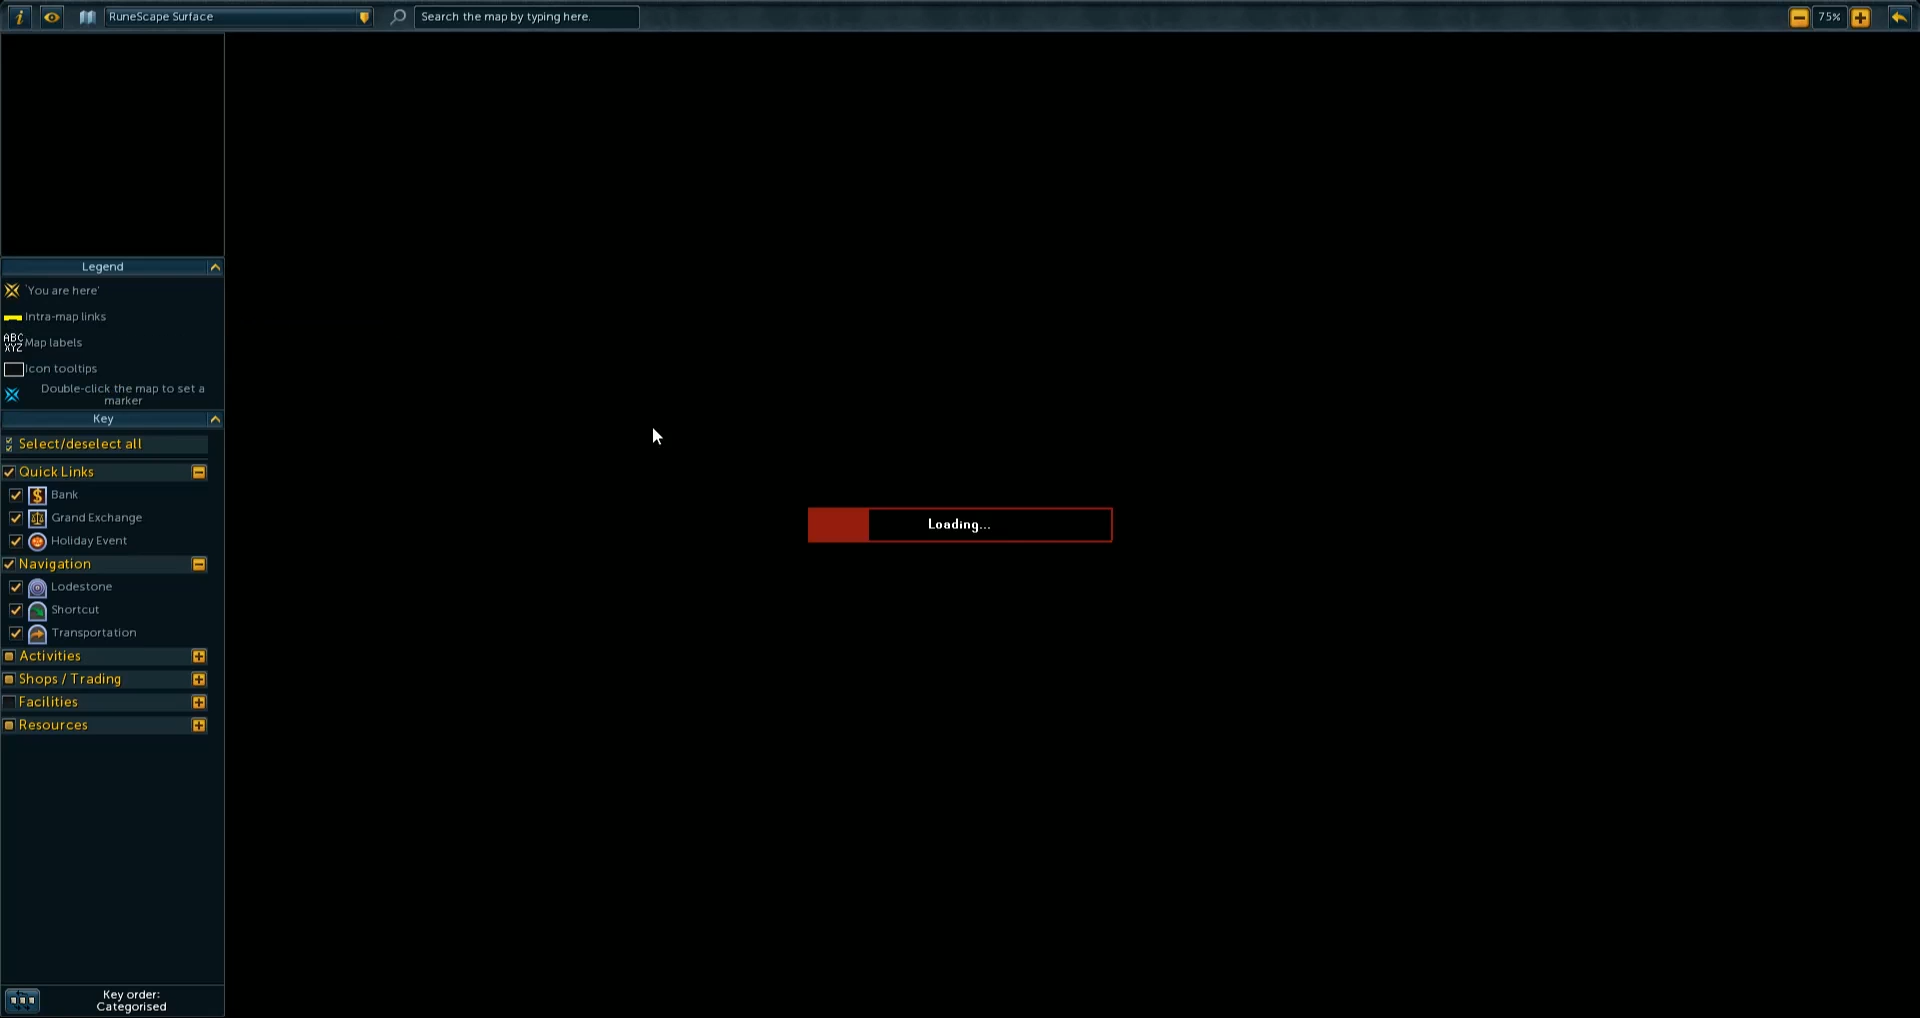 RuneScape Surface
Search the map by typing here.
75%
Legend
'You are here'
Intra-map links
ABC
XYZ
Map labels
Icon tooltips
Double-click the map to set a
marker
Key
Select/deselect all
Quick Links
Bank
Grand Exchange
Holiday Event
Navigation
Lodestone
Shortcut
Transportation
Activities
Shops / Trading
Facilities
Resources
Loading...
Key order:
Categorised